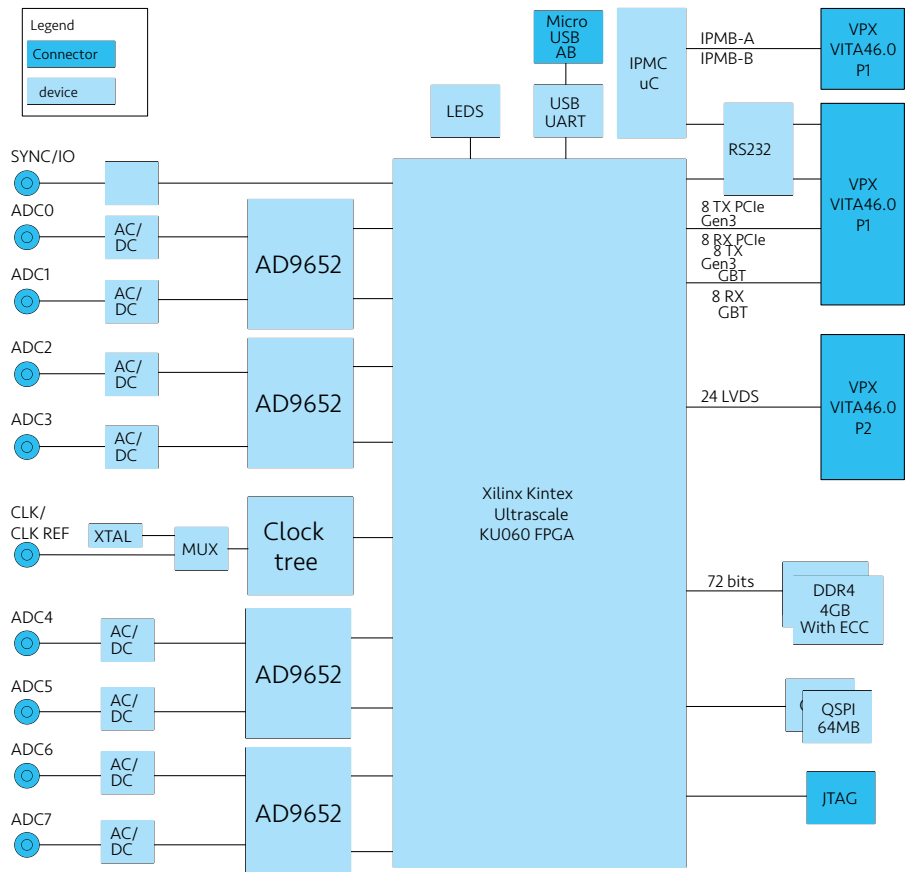 Legend
Connector
device
Micro
USB
AB
IPMC
uC
IPMB-A
IPMB-B
VPX
VITA46.0
P1
LEDS
USB
UART
RS232
VPX
VITA46.0
P1
SYNC/IO
ADC0
AC/
DC
AD9652
ADC1
AC/
DC
8 TX PCIe
Gen3
8 RX PCIe
8 TX
Gen3
GBT
8 RX
GBT
ADC2
AC/
DC
AD9652
ADC3
AC/
DC
24 LVDS
VPX
VITA46.0
P2
Xilinx Kintex
Ultrascale
KU060 FPGA
CLK/
CLK REF
XTAL
MUX
Clock
tree
72 bits
DDR4
4GB
With ECC
ADC4
AC/
DC
AD9652
ADC5
AC/
DC
QSPI
64MB
ADC6
AC/
DC
AD9652
ADC7
AC/
DC
JTAG